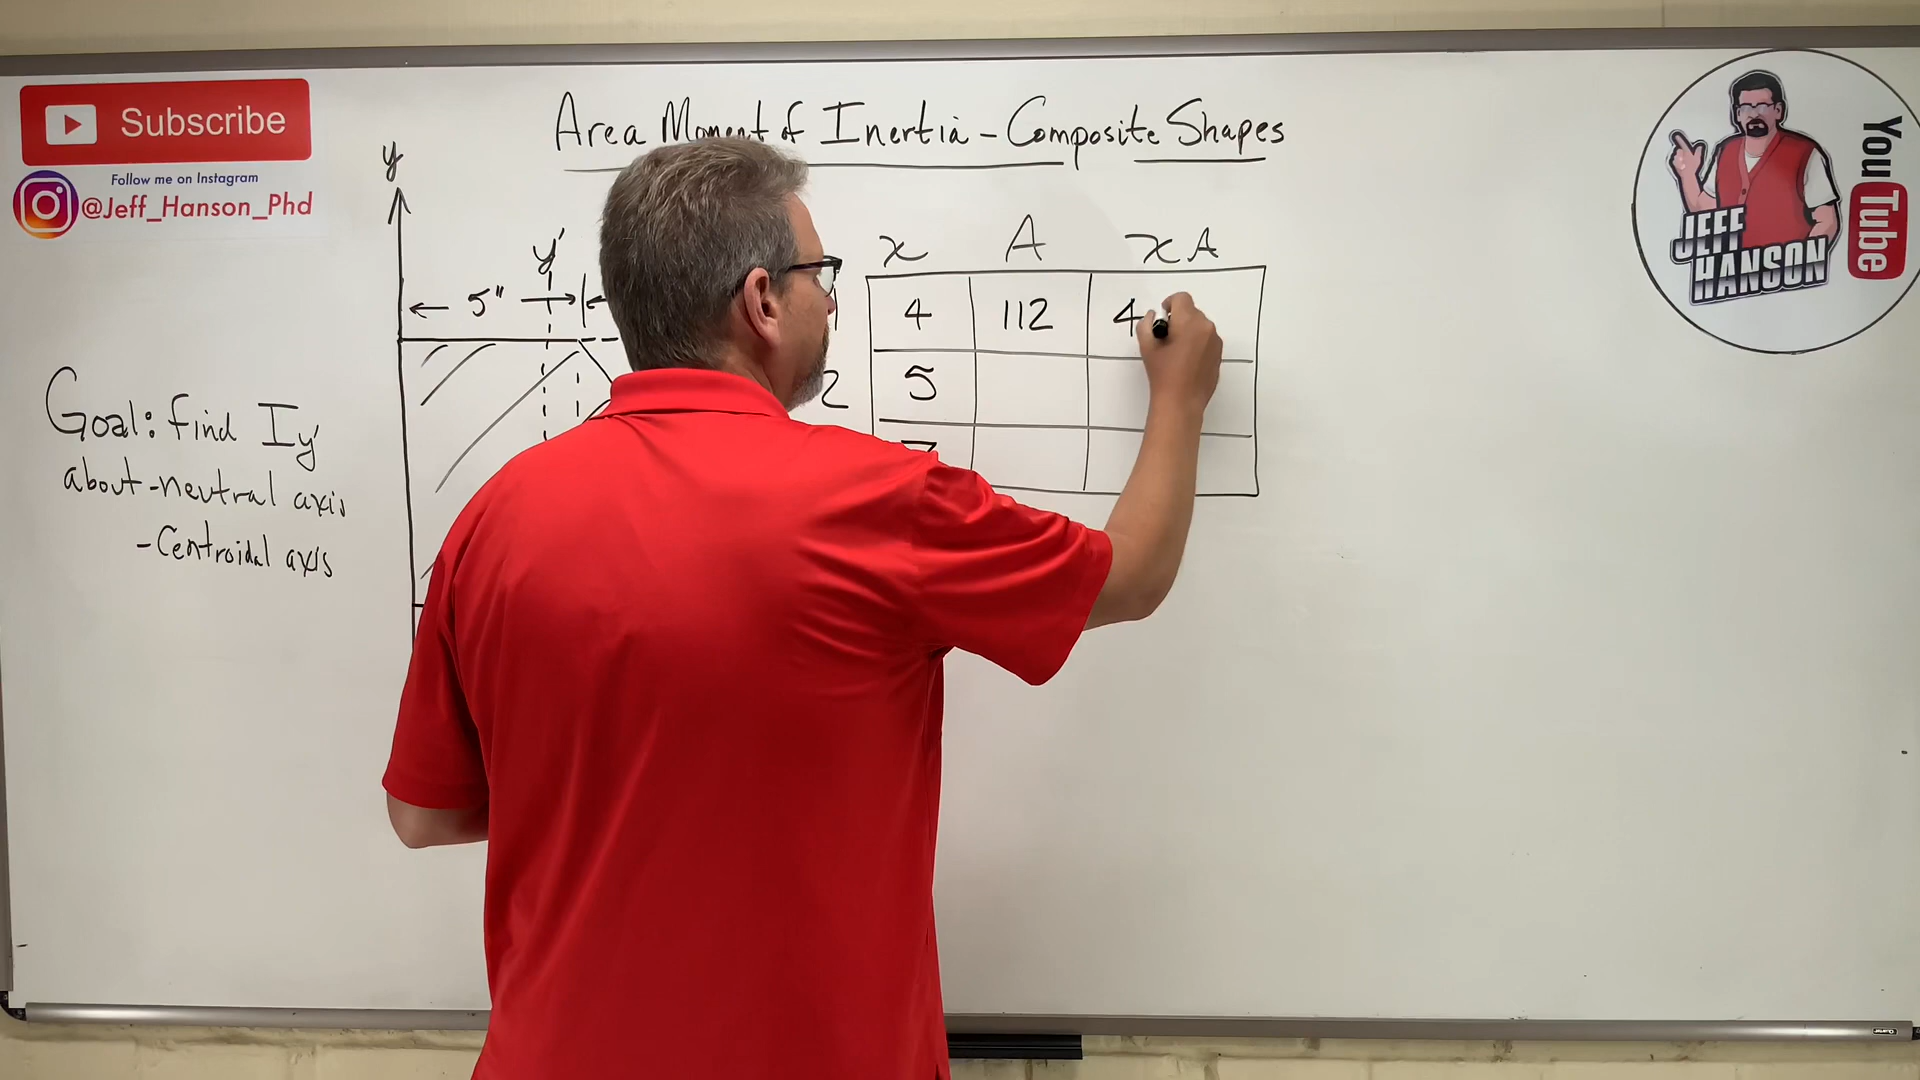 Subscribe
Follow me on Instagram
@Jeff_Hanson_Phd
Area Moment of Inertia - Composite Shapes
YouTube
JEFF
HANSON
y
y'
5"
x A xA
4 112 4
2 5
Goal: find Iy'
about - neutral axis
- Centroidal axis